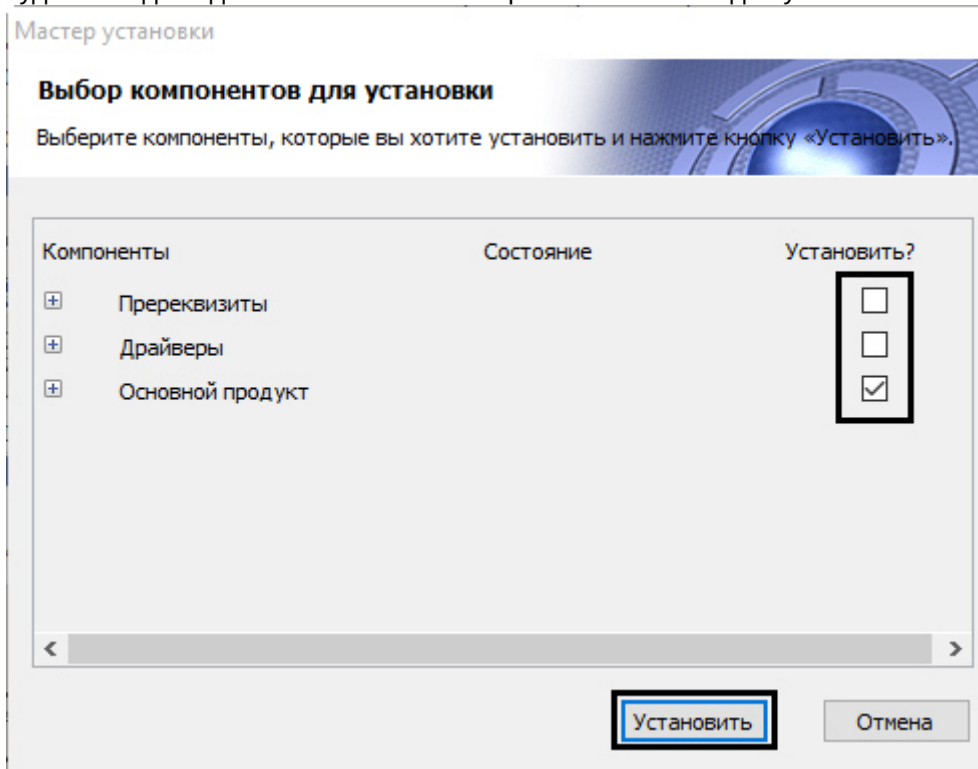 Мастер установки
Выбор компонентов для установки
Выберите компоненты, которые вы хотите установить и нажмите кнопку «Установить».
Компоненты Состояние Установить?
Пререквизиты
Драйверы
Основной продукт
Установить Отмена